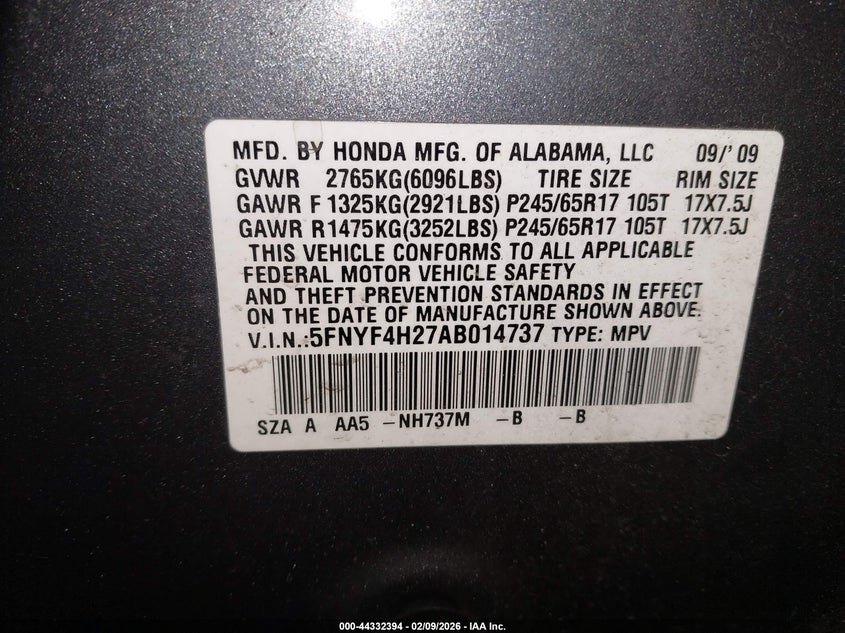 MFD. BY HONDA MFG. OF ALABAMA, LLC 09/'09
GVWR 2765KG(6096LBS) TIRE SIZE RIM SIZE
GAWR F 1325KG(2921LBS) P245/65R17 105T 17X7.5J
GAWR R1475KG(3252LBS) P245/65R17 105T 17X7.5J
THIS VEHICLE CONFORMS TO ALL APPLICABLE
FEDERAL MOTOR VEHICLE SAFETY
AND THEFT PREVENTION STANDARDS IN EFFECT
ON THE DATE OF MANUFACTURE SHOWN ABOVE.
V.I.N.:5FNYF4H27AB014737 TYPE: MPV
SZA A AA5 -NH737M -B -B
000-44332394 - 02/09/2026 - IAA Inc.